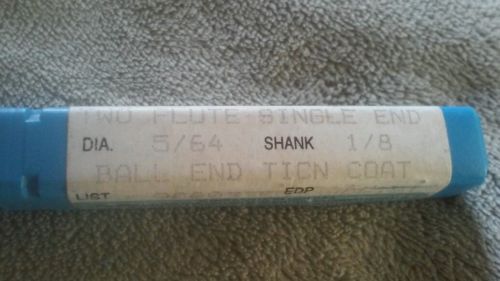 TWO FLUTE SINGLE END
DIA. 5/64 SHANK 1/8
BALL END TICN COAT
LIST EDP